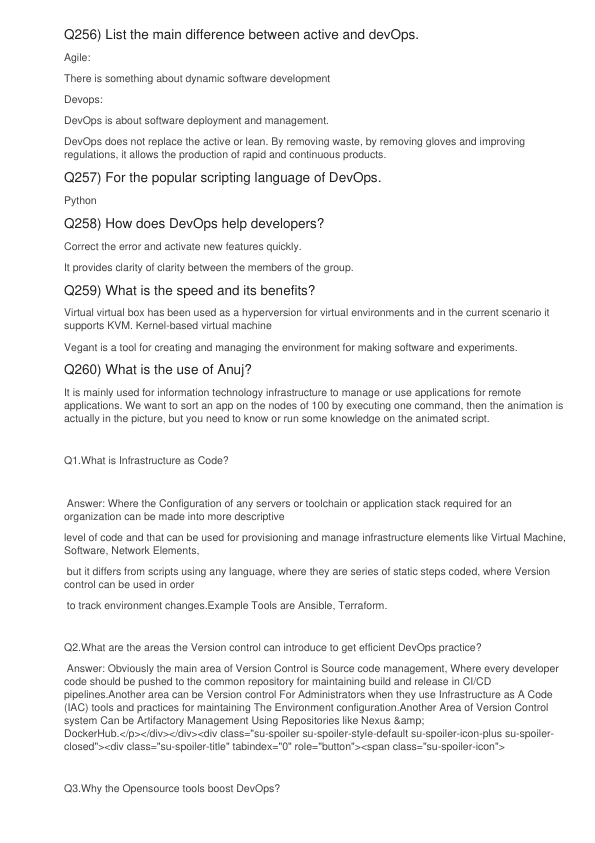 Q256) List the main difference between active and devOps.
Agile:
There is something about dynamic software development
Devops:
DevOps is about software deployment and management.
DevOps does not replace the active or lean. By removing waste, by removing gloves and improving
regulations, it allows the production of rapid and continuous products.
Q257) For the popular scripting language of DevOps.
Python
Q258) How does DevOps help developers?
Correct the error and activate new features quickly.
It provides clarity of clarity between the members of the group.
Q259) What is the speed and its benefits?
Virtual virtual box has been used as a hyperversion for virtual environments and in the current scenario it
supports KVM. Kernel-based virtual machine
Vegant is a tool for creating and managing the environment for making software and experiments.
Q260) What is the use of Anuj?
It is mainly used for information technology infrastructure to manage or use applications for remote
applications. We want to sort an app on the nodes of 100 by executing one command, then the animation is
actually in the picture, but you need to know or run some knowledge on the animated script.
Q1.What is Infrastructure as Code?
Answer: Where the Configuration of any servers or toolchain or application stack required for an
organization can be made into more descriptive
level of code and that can be used for provisioning and manage infrastructure elements like Virtual Machine,
Software, Network Elements,
but it differs from scripts using any language, where they are series of static steps coded, where Version
control can be used in order
to track environment changes.Example Tools are Ansible, Terraform.
Q2.What are the areas the Version control can introduce to get efficient DevOps practice?
Answer: Obviously the main area of Version Control is Source code management, Where every developer
code should be pushed to the common repository for maintaining build and release in CI/CD
pipelines.Another area can be Version control For Administrators when they use Infrastructure as A Code
(IAC) tools and practices for maintaining The Environment configuration.Another Area of Version Control
system Can be Artifactory Management Using Repositories like Nexus &amp;
DockerHub.</p></div></div><div class="su-spoiler su-spoiler-style-default su-spoiler-icon-plus su-spoiler-
closed"><div class="su-spoiler-title" tabindex="0" role="button"><span class="su-spoiler-icon">
Q3.Why the Opensource tools boost DevOps?